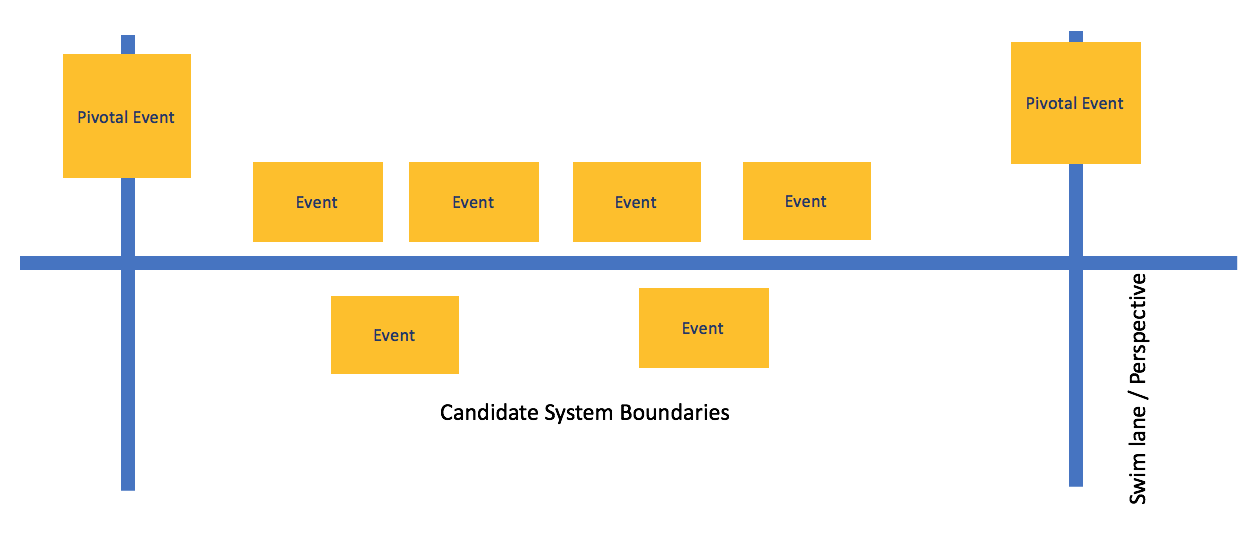 Pivotal Event
Pivotal Event
Event
Event
Event
Event
Event
Event
Candidate System Boundaries
Swim lane / Perspective